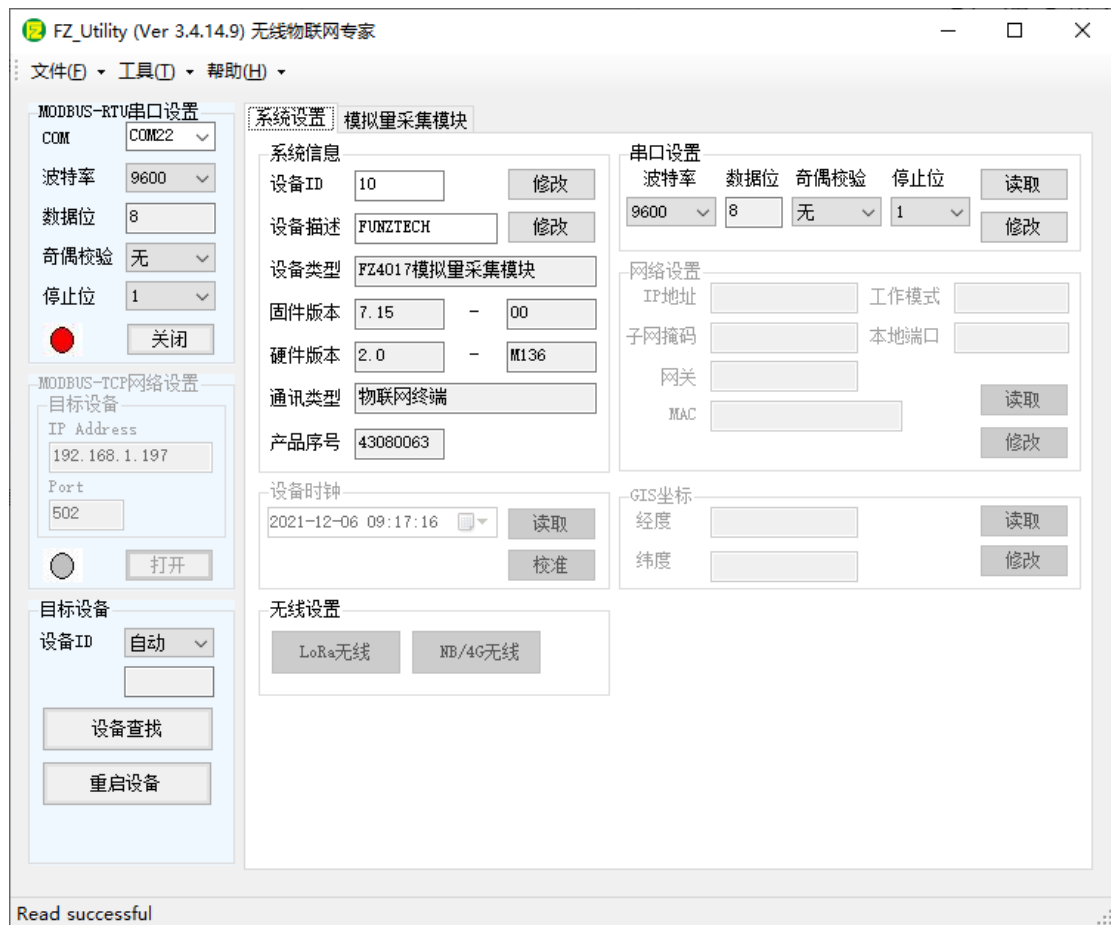 FZ_Utility (Ver 3.4.14.9) 无线物联网专家
文件(F) 工具(T) 帮助(H)
MODBUS-RTU串口设置
COM COM22
波特率 9600
数据位 8
奇偶校验 无
停止位 1
关闭
MODBUS-TCP网络设置
目标设备
IP Address
192.168.1.197
Port
502
打开
目标设备
设备ID 自动
设备查找
重启设备
系统设置 模拟量采集模块
系统信息
设备ID 10 修改
设备描述 FUNZTECH 修改
设备类型 FZ4017模拟量采集模块
固件版本 7.15 - 00
硬件版本 2.0 - M136
通讯类型 物联网终端
产品序号 43080063
设备时钟
2021-12-06 09:17:16 读取
校准
无线设置
LoRa无线 NB/4G无线
串口设置
波特率 数据位 奇偶校验 停止位 读取
9600 8 无 1 修改
网络设置
IP地址 工作模式
子网掩码 本地端口
网关 读取
MAC 修改
GIS坐标
经度 读取
纬度 修改
Read successful